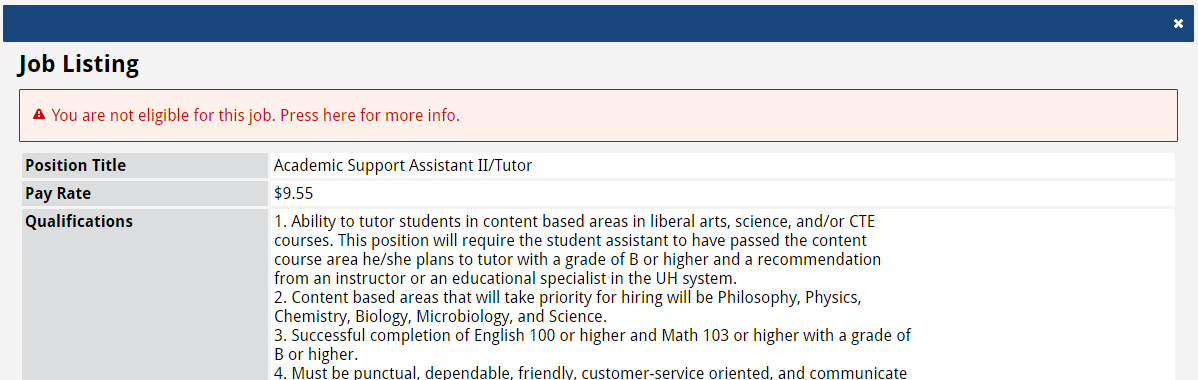 Job Listing
You are not eligible for this job. Press here for more info.
Position Title Academic Support Assistant II/Tutor
Pay Rate $9.55
Qualifications 1. Ability to tutor students in content based areas in liberal arts, science, and/or CTE
courses. This position will require the student assistant to have passed the content
course area he/she plans to tutor with a grade of B or higher and a recommendation
from an instructor or an educational specialist in the UH system.
2. Content based areas that will take priority for hiring will be Philosophy, Physics,
Chemistry, Biology, Microbiology, and Science.
3. Successful completion of English 100 or higher and Math 103 or higher with a grade of
B or higher.
4. Must be punctual, dependable, friendly, customer-service oriented, and communicate